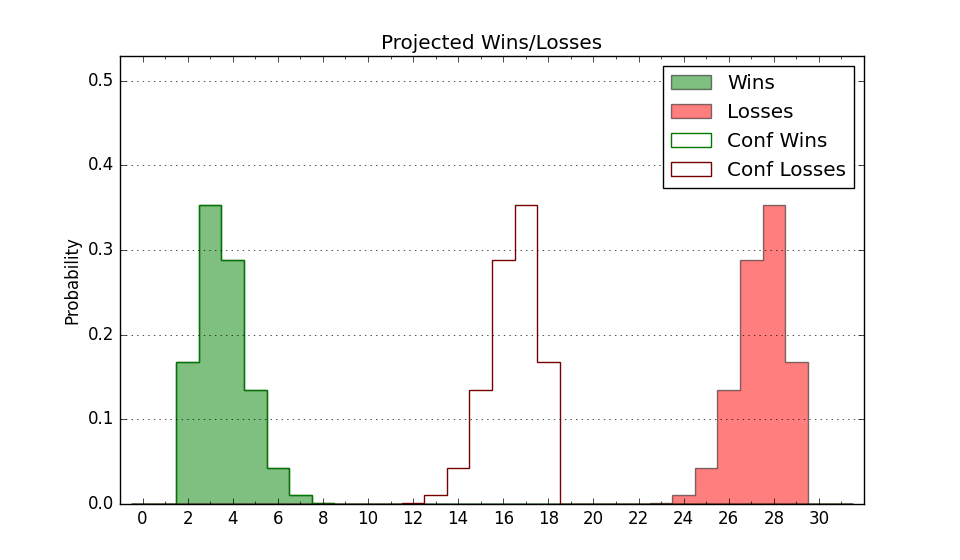 Projected Wins/Losses
Wins
Losses
Conf Wins
Conf Losses
Probability
0.5
0.4
0.3
0.2
0.1
0.0
0 2 4 6 8 10 12 14 16 18 20 22 24 26 28 30